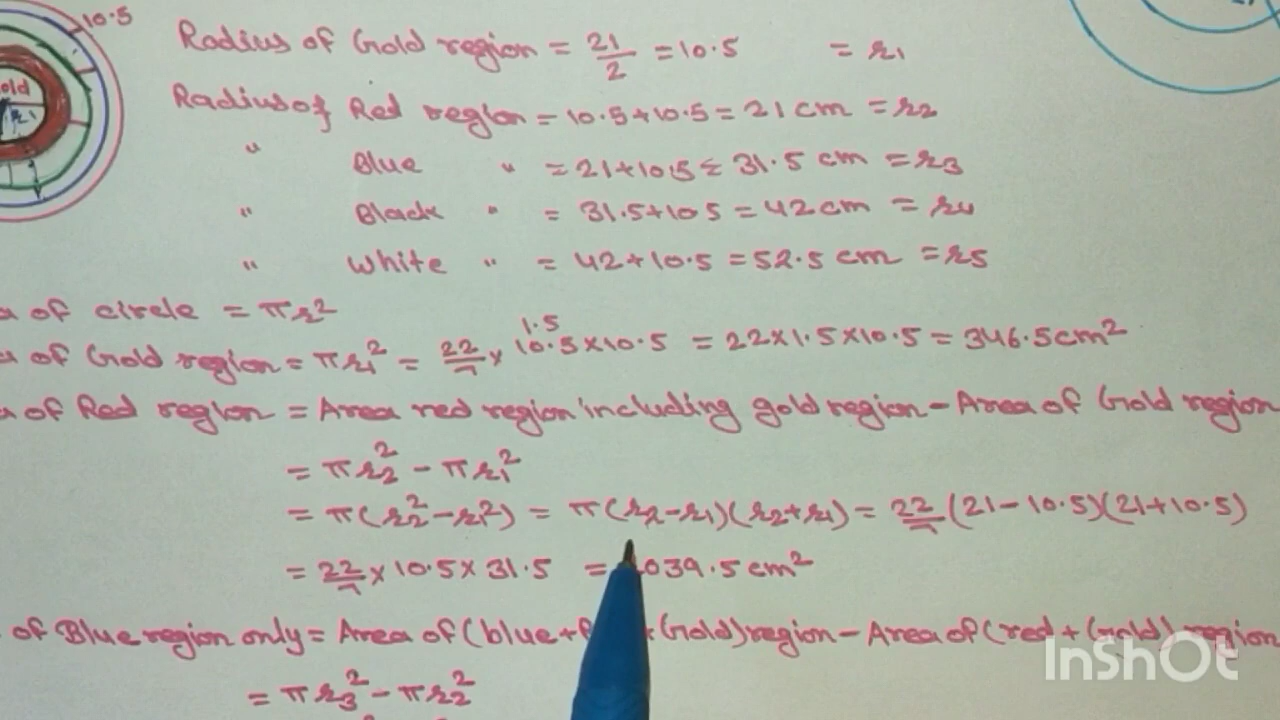 10.5
Radius of Gold region = 21/2 = 10.5 = r1
Radius of Red region = 10.5+10.5 = 21 cm = r2
" Blue " = 21+10.5 = 31.5 cm = r3
" Black " = 31.5+10.5 = 42 cm = r4
" White " = 42+10.5 = 52.5 cm = r5
old
r1
a of circle = πr²
a of Gold region = πr1² = 22/7 × 10.5×10.5 = 22×1.5×10.5 = 346.5 cm²
1.5
a of Red region = Area red region including gold region - Area of Gold region
= πr2² - πr1²
= π(r2²-r1²) = π(r2-r1)(r2+r1) = 22/7 (21-10.5)(21+10.5)
= 22/7 × 10.5 × 31.5 = 1039.5 cm²
of Blue region only = Area of (blue + + Gold) region - Area of (red + Gold) region
= πr3² - πr2²
InShOt